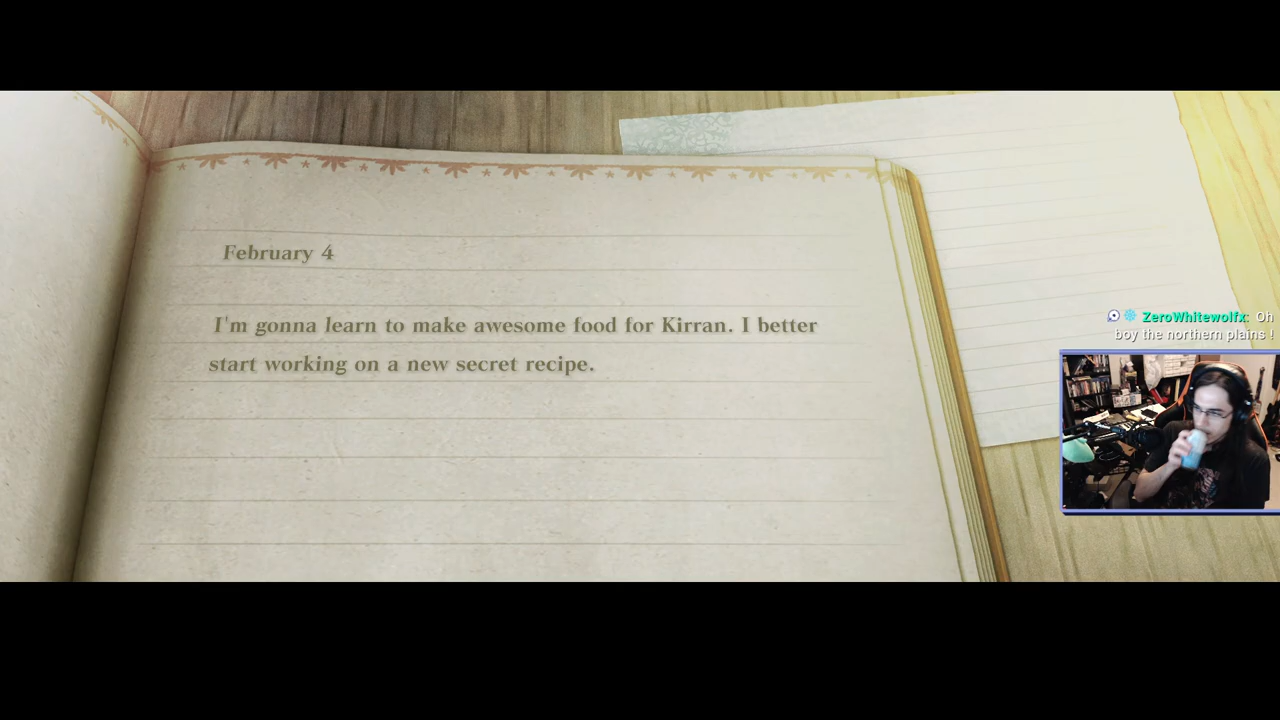 February 4
I'm gonna learn to make awesome food for Kirran. I better
start working on a new secret recipe.
ZeroWhitewolfx: Oh
boy the northern plains !